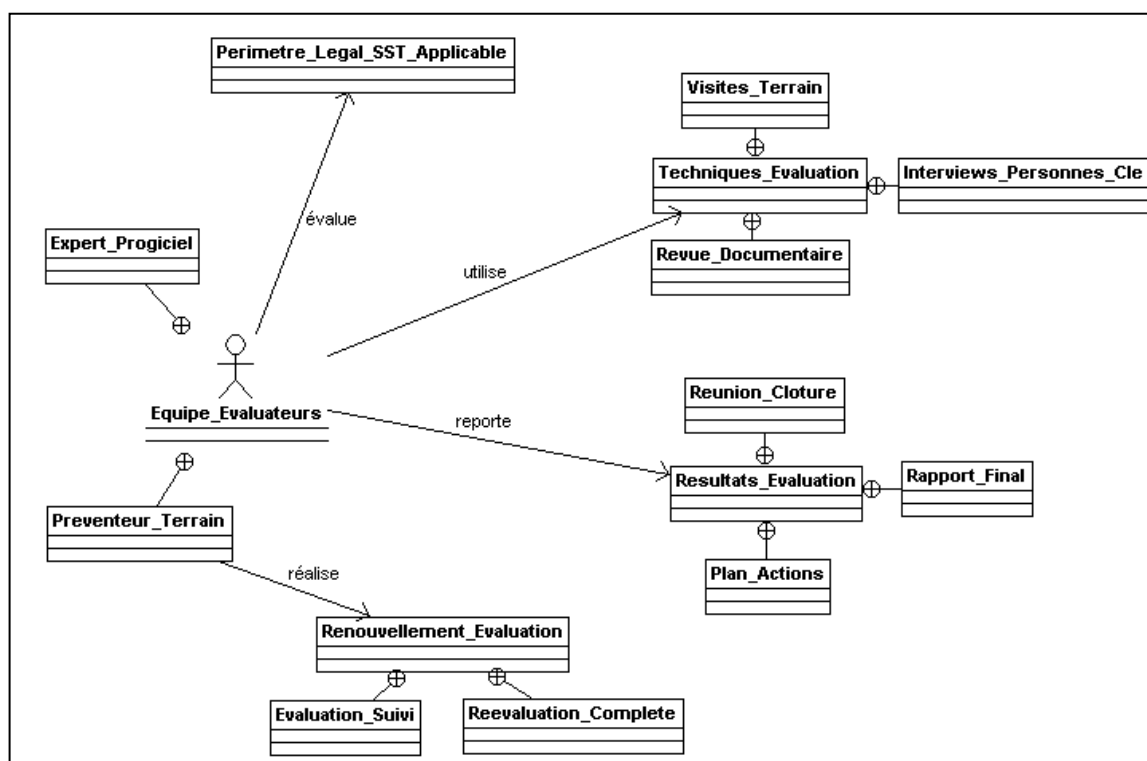 Perimetre_Legal_SST_Applicable
Visites_Terrain
Techniques_Evaluation
Interviews_Personnes_Cle
évalue
Expert_Progiciel
Revue_Documentaire
utilise
Equipe_Evaluateurs
Reunion_Cloture
reporte
Resultats_Evaluation
Rapport_Final
Preventeur_Terrain
Plan_Actions
réalise
Renouvellement_Evaluation
Evaluation_Suivi
Reevaluation_Complete